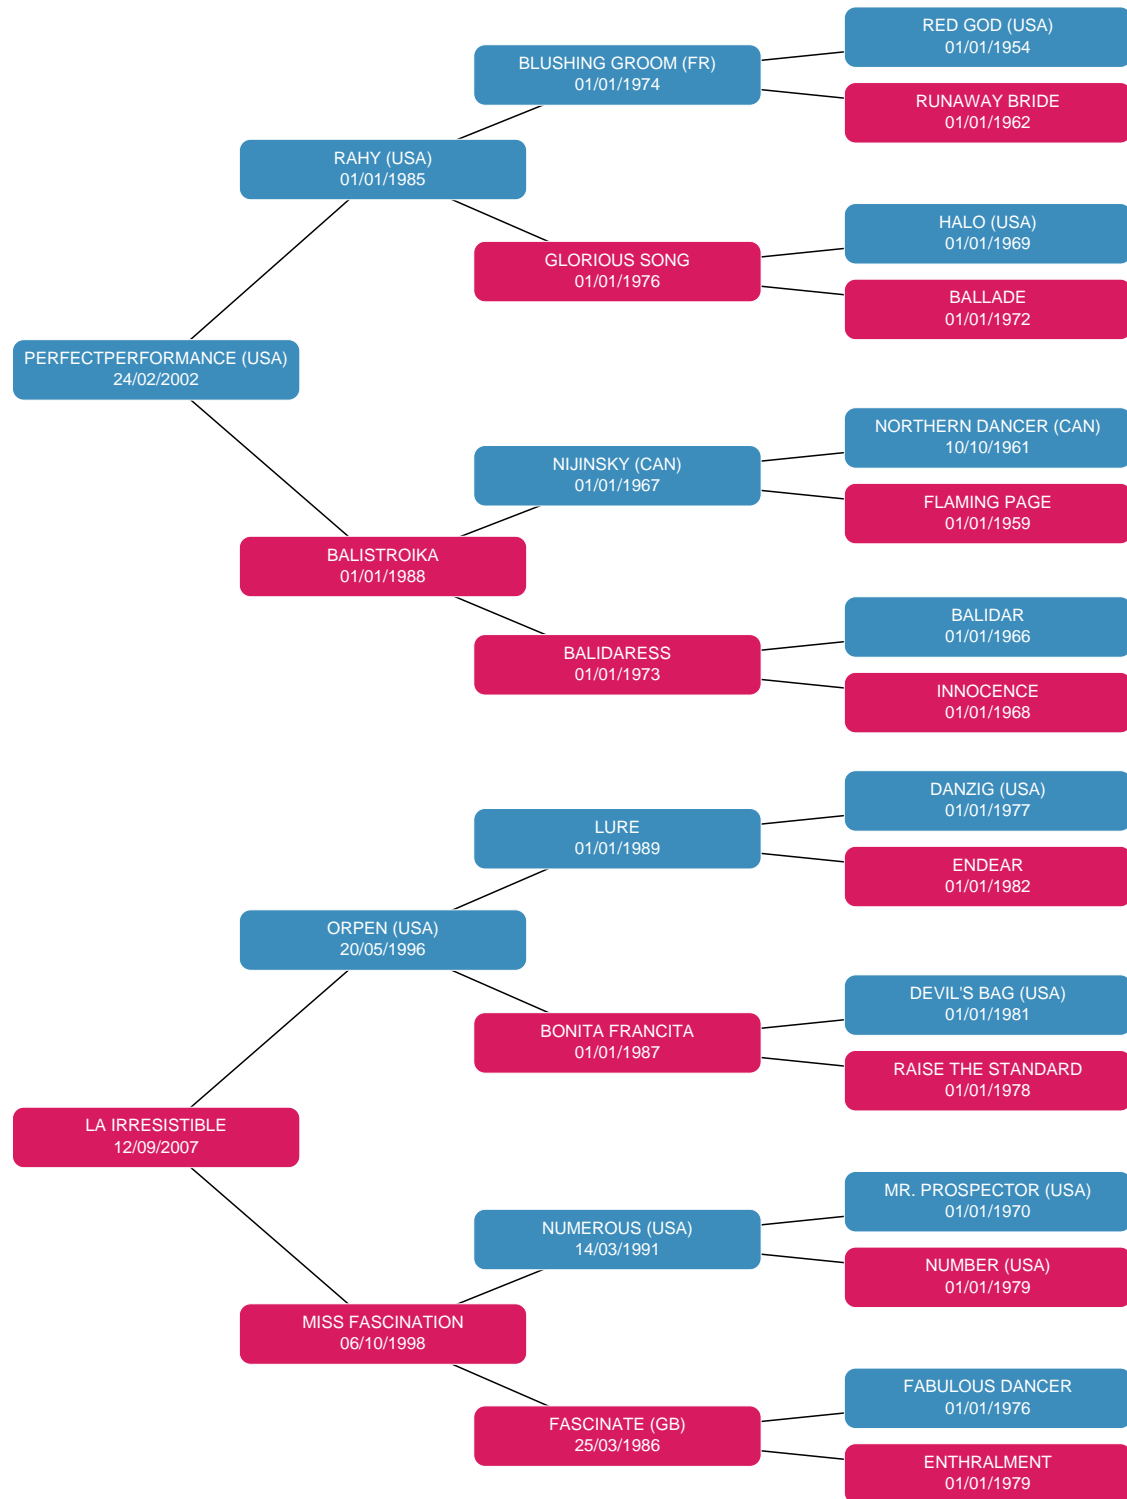 RED GOD (USA)
01/01/1954
BLUSHING GROOM (FR)
01/01/1974
RUNAWAY BRIDE
01/01/1962
RAHY (USA)
01/01/1985
HALO (USA)
01/01/1969
GLORIOUS SONG
01/01/1976
BALLADE
01/01/1972
PERFECTPERFORMANCE (USA)
24/02/2002
NORTHERN DANCER (CAN)
10/10/1961
NIJINSKY (CAN)
01/01/1967
FLAMING PAGE
01/01/1959
BALISTROIKA
01/01/1988
BALIDAR
01/01/1966
BALIDARESS
01/01/1973
INNOCENCE
01/01/1968
DANZIG (USA)
01/01/1977
LURE
01/01/1989
ENDEAR
01/01/1982
ORPEN (USA)
20/05/1996
DEVIL'S BAG (USA)
01/01/1981
BONITA FRANCITA
01/01/1987
RAISE THE STANDARD
01/01/1978
LA IRRESISTIBLE
12/09/2007
MR. PROSPECTOR (USA)
01/01/1970
NUMEROUS (USA)
14/03/1991
NUMBER (USA)
01/01/1979
MISS FASCINATION
06/10/1998
FABULOUS DANCER
01/01/1976
FASCINATE (GB)
25/03/1986
ENTHRALMENT
01/01/1979